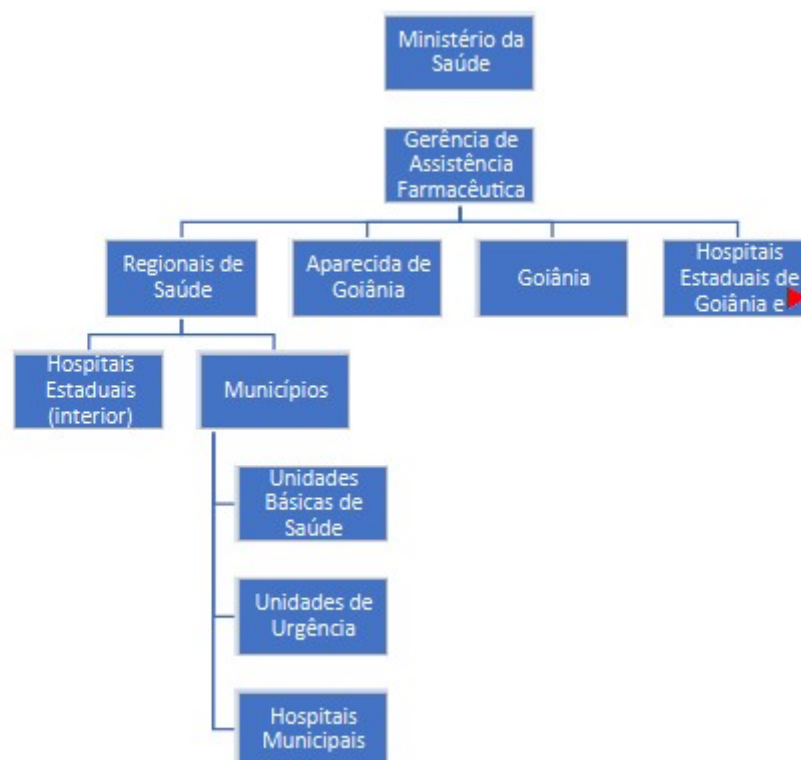 Ministério da
Saúde
Gerência de
Assistência
Farmacêutica
Regionais de
Saúde
Aparecida de
Goiânia
Goiânia
Hospitais
Estaduais de
Goiânia e
Hospitais
Estaduais
(interior)
Municípios
Unidades
Básicas de
Saúde
Unidades de
Urgência
Hospitais
Municipais